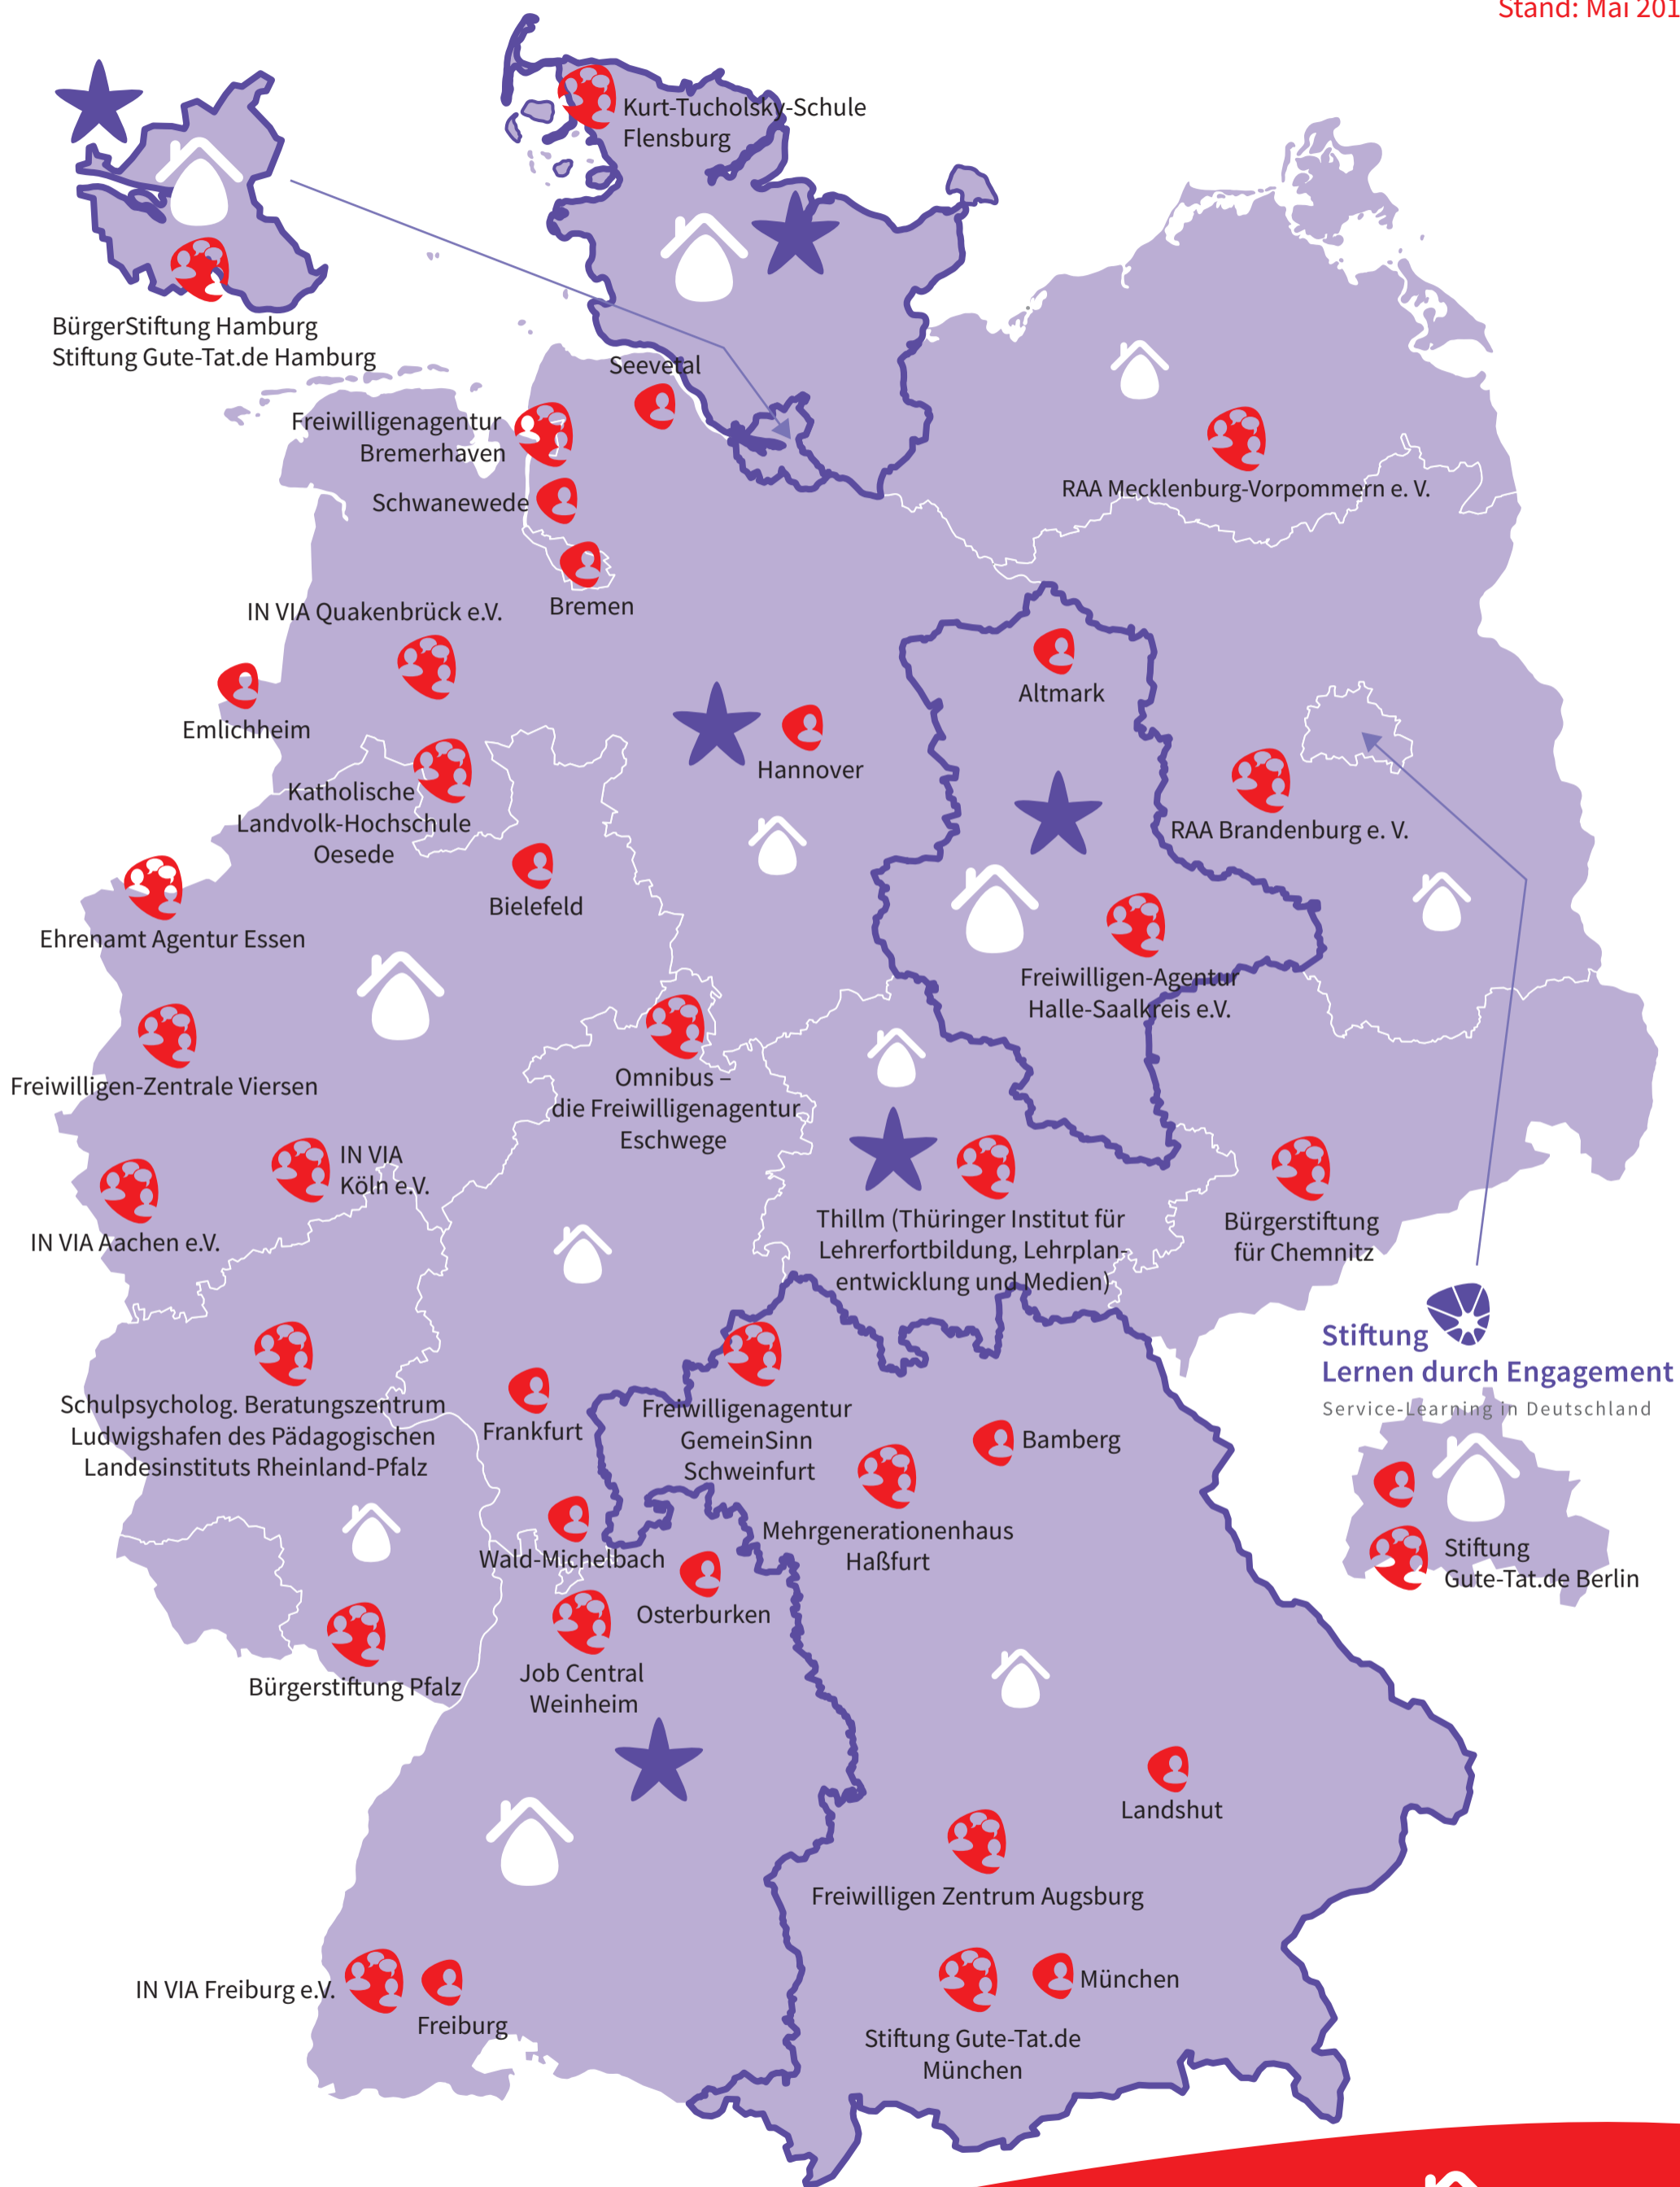 Stand: Mai 201
Kurt-Tucholsky-Schule
Flensburg
BürgerStiftung Hamburg
Stiftung Gute-Tat.de Hamburg
Seevetal
Freiwilligenagentur
Bremerhaven
RAA Mecklenburg-Vorpommern e. V.
Schwanewede
Bremen
IN VIA Quakenbrück e.V.
Altmark
Emlichheim
Hannover
Katholische
Landvolk-Hochschule
Oesede
RAA Brandenburg e. V.
Bielefeld
Ehrenamt Agentur Essen
Freiwilligen-Agentur
Halle-Saalkreis e.V.
Freiwilligen-Zentrale Viersen
Omnibus –
die Freiwilligenagentur
Eschwege
IN VIA
Köln e.V.
IN VIA Aachen e.V.
Thillm (Thüringer Institut für
Lehrerfortbildung, Lehrplan-
entwicklung und Medien)
Bürgerstiftung
für Chemnitz
Stiftung
Lernen durch Engagement
Service-Learning in Deutschland
Schulpsycholog. Beratungszentrum
Ludwigshafen des Pädagogischen
Landesinstituts Rheinland-Pfalz
Frankfurt
Freiwilligenagentur
GemeinSinn
Schweinfurt
Bamberg
Mehrgenerationenhaus
Haßfurt
Wald-Michelbach
Osterburken
Stiftung
Gute-Tat.de Berlin
Bürgerstiftung Pfalz
Job Central
Weinheim
Landshut
Freiwilligen Zentrum Augsburg
IN VIA Freiburg e.V.
Freiburg
München
Stiftung Gute-Tat.de
München